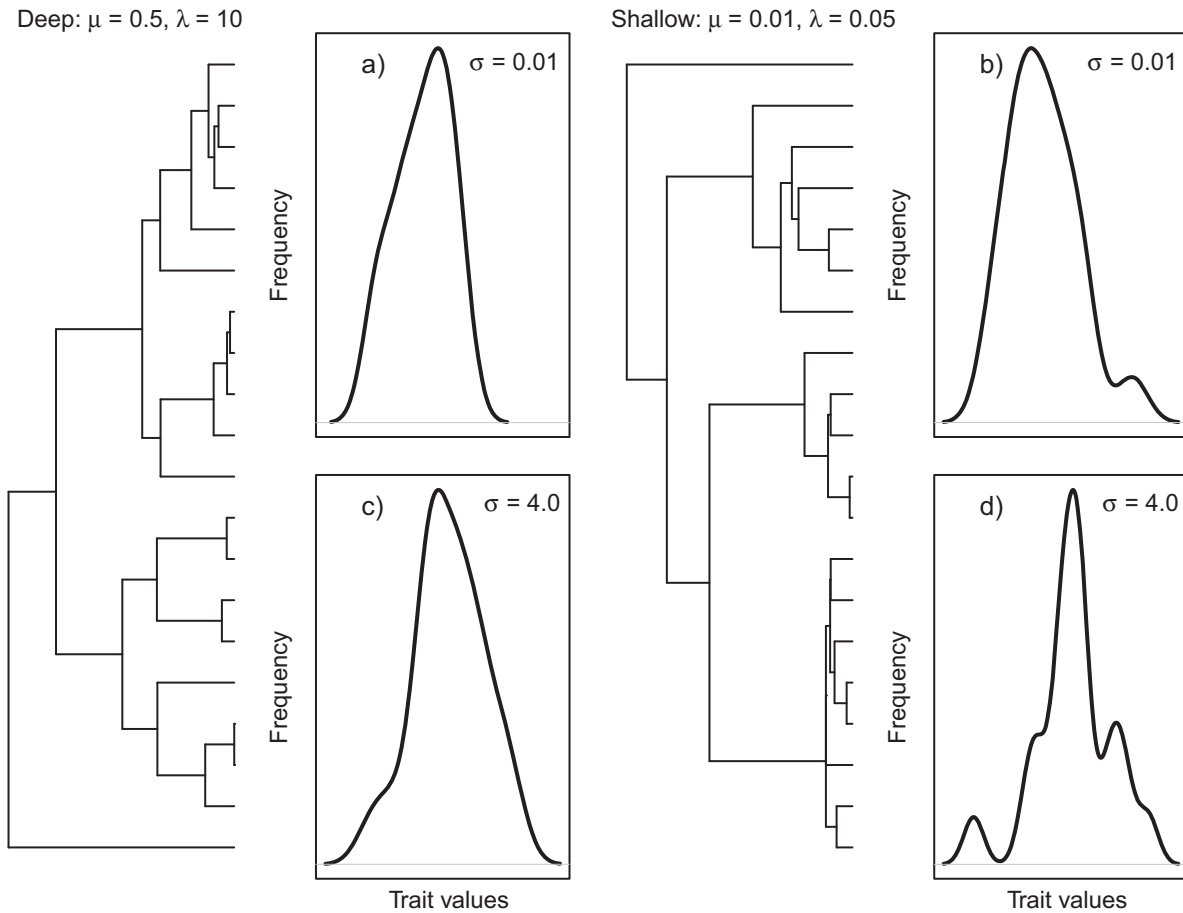 Deep: μ = 0.5, λ = 10
Shallow: μ = 0.01, λ = 0.05
a)
σ = 0.01
b)
σ = 0.01
Frequency
Frequency
c)
σ = 4.0
d)
σ = 4.0
Frequency
Frequency
Trait values
Trait values